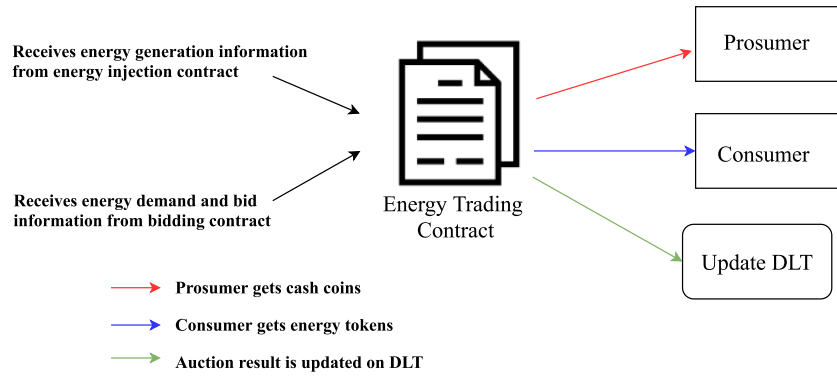 Receives energy generation information
from energy injection contract
Prosumer
Consumer
Receives energy demand and bid
information from bidding contract
Energy Trading
Contract
Update DLT
Prosumer gets cash coins
Consumer gets energy tokens
Auction result is updated on DLT